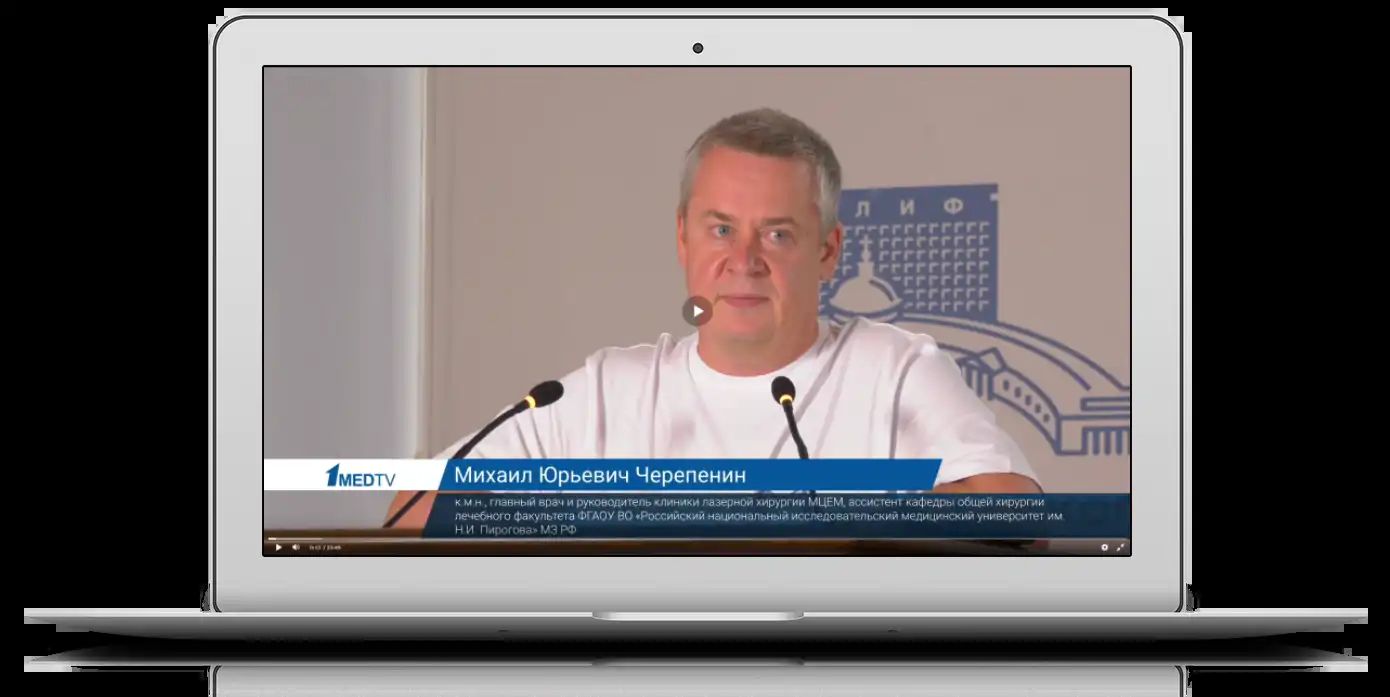 ЛИФ
1MEDTV
Михаил Юрьевич Черепенин
к.м.н., главный врач и руководитель клиники лазерной хирургии МЦЕМ, ассистент кафедры общей хирургии
лечебного факультета ФГАОУ ВО «Российский национальный исследовательский медицинский университет им.
Н.И. Пирогова» МЗ РФ